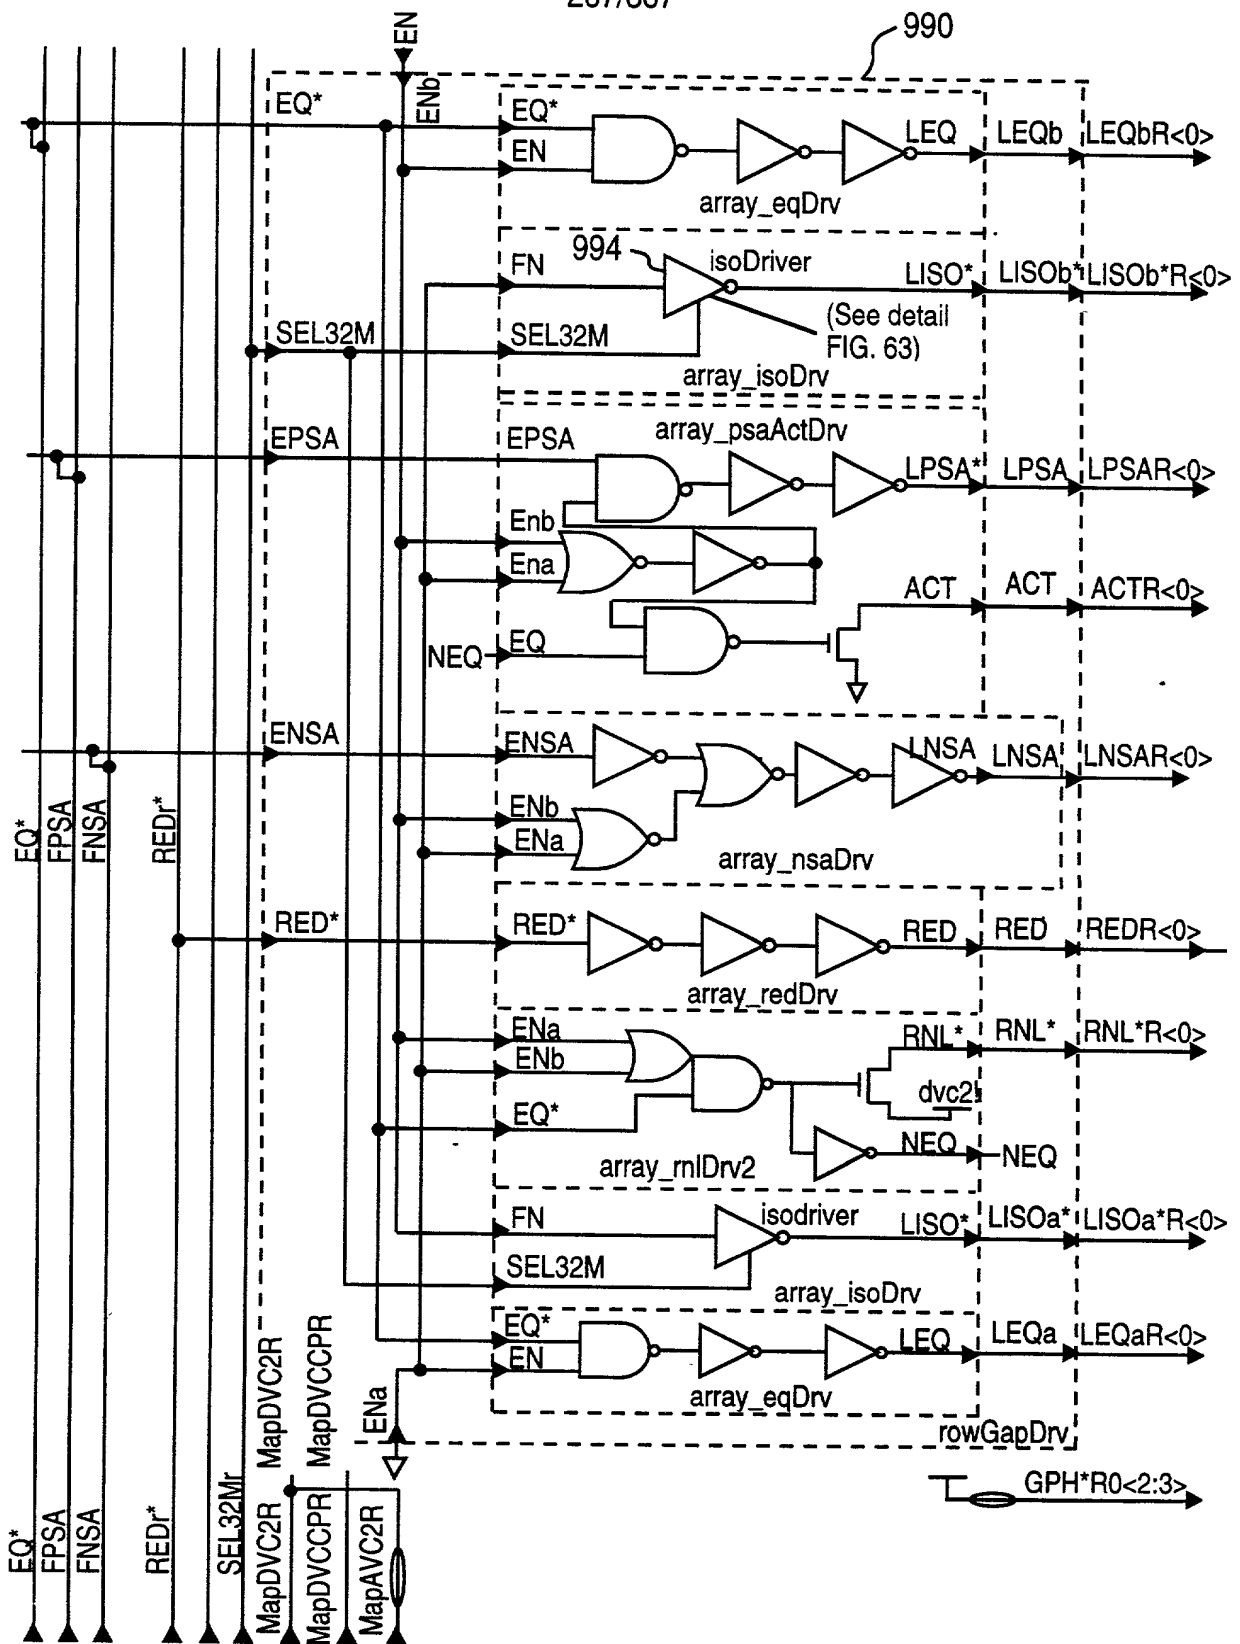 990
EN
EQ*
ENb
EQ*
EN
LEQ
LEQb
LEQbR<0>
array_eqDrv
994
isoDriver
FN
LISO*
LISOb*
LISOb*R<0>
(See detail
FIG. 63)
SEL32M
SEL32M
array_isoDrv
EPSA
EPSA
array_psaActDrv
LPSA*
LPSA
LPSAR<0>
Enb
Ena
ACT
ACT
ACTR<0>
NEQ
EQ
ENSA
ENSA
LNSA
LNSA
LNSAR<0>
ENb
ENa
array_nsaDrv
EQ*
FPSA
FNSA
REDr*
RED*
RED*
RED
RED
REDR<0>
array_redDrv
ENa
ENb
RNL*
RNL*
RNL*R<0>
dvc2!
EQ*
NEQ
NEQ
array_rnlDrv2
FN
isodriver
LISO*
LISOa*
LISOa*R<0>
SEL32M
array_isoDrv
EQ*
EN
LEQ
LEQa
LEQaR<0>
array_eqDrv
MapDVC2R
MapDVCCPR
ENa
rowGapDrv
GPH*R0<2:3>
EQ*
FPSA
FNSA
REDr*
SEL32Mr
MapDVC2R
MapDVCCPR
MapAVC2R